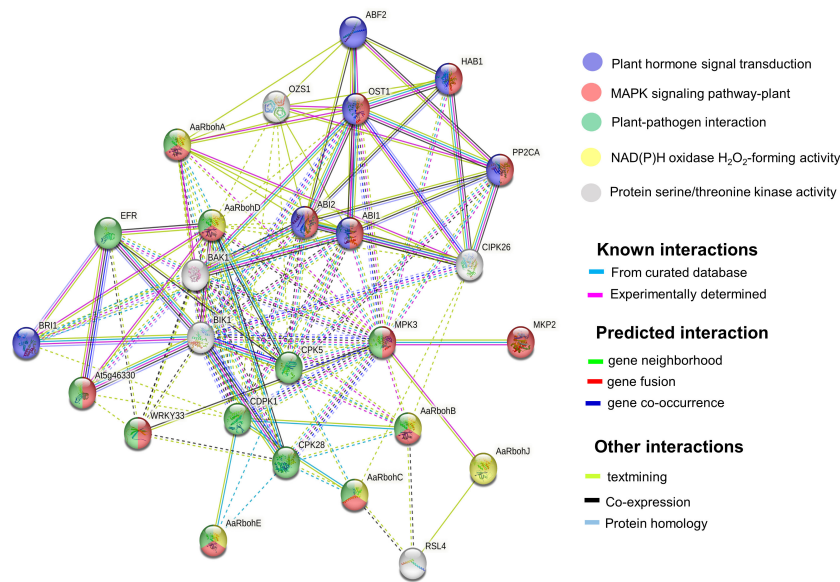 ABF2
HAB1
OZS1
OST1
AaRbohA
PP2CA
EFR
AaRbohD
ABI2
ABI1
BAK1
CIPK26
BRI1
BIK1
MPK3
MKP2
CPK5
At5g46330
WRKY33
CDPK1
AaRbohB
CPK28
AaRbohJ
AaRbohC
AaRbohE
RSL4
Plant hormone signal transduction
MAPK signaling pathway-plant
Plant-pathogen interaction
NAD(P)H oxidase H₂O₂-forming activity
Protein serine/threonine kinase activity
Known interactions
From curated database
Experimentally determined
Predicted interaction
gene neighborhood
gene fusion
gene co-occurrence
Other interactions
textmining
Co-expression
Protein homology